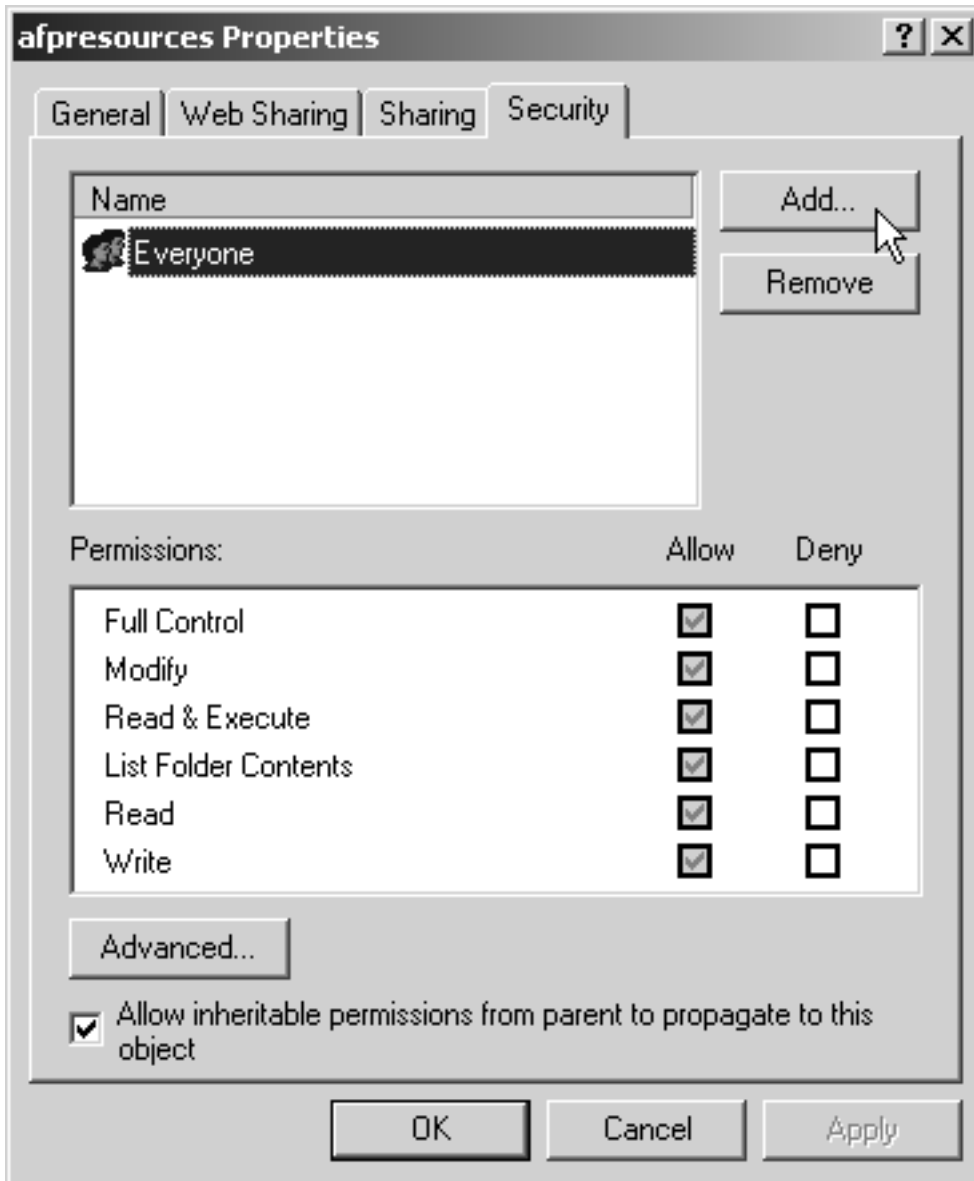 afpresources Properties
General Web Sharing Sharing Security
Name
Add...
Everyone
Remove
Permissions: Allow Deny
Full Control
Modify
Read & Execute
List Folder Contents
Read
Write
Advanced...
Allow inheritable permissions from parent to propagate to this
object
OK Cancel Apply